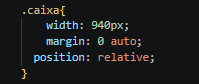 .caixa{
    width: 940px;
    margin: 0 auto;
  position: relative;
}